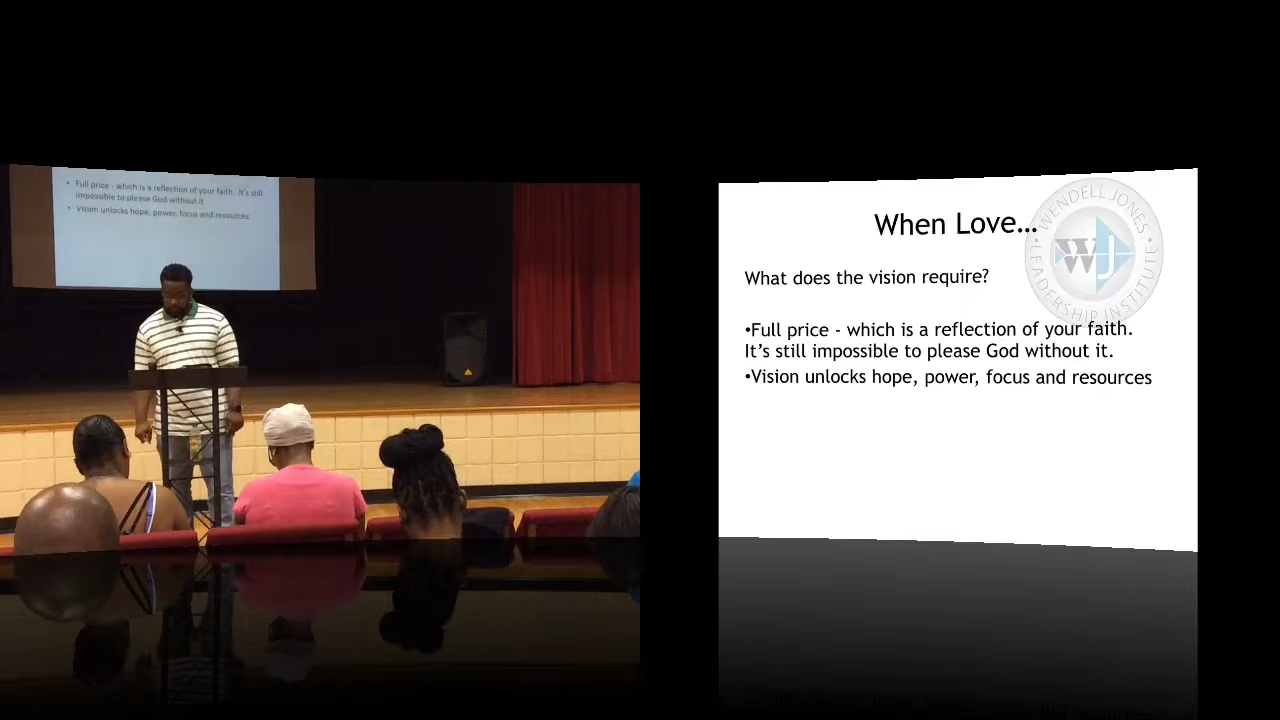 • Full price - which is a reflection of your faith. It's still
impossible to please God without it
• Vision unlocks hope, power, focus and resources
WENDELL JONES
LEADERSHIP INSTITUTE
WJ
When Love…
What does the vision require?
•Full price - which is a reflection of your faith.
It's still impossible to please God without it.
•Vision unlocks hope, power, focus and resources